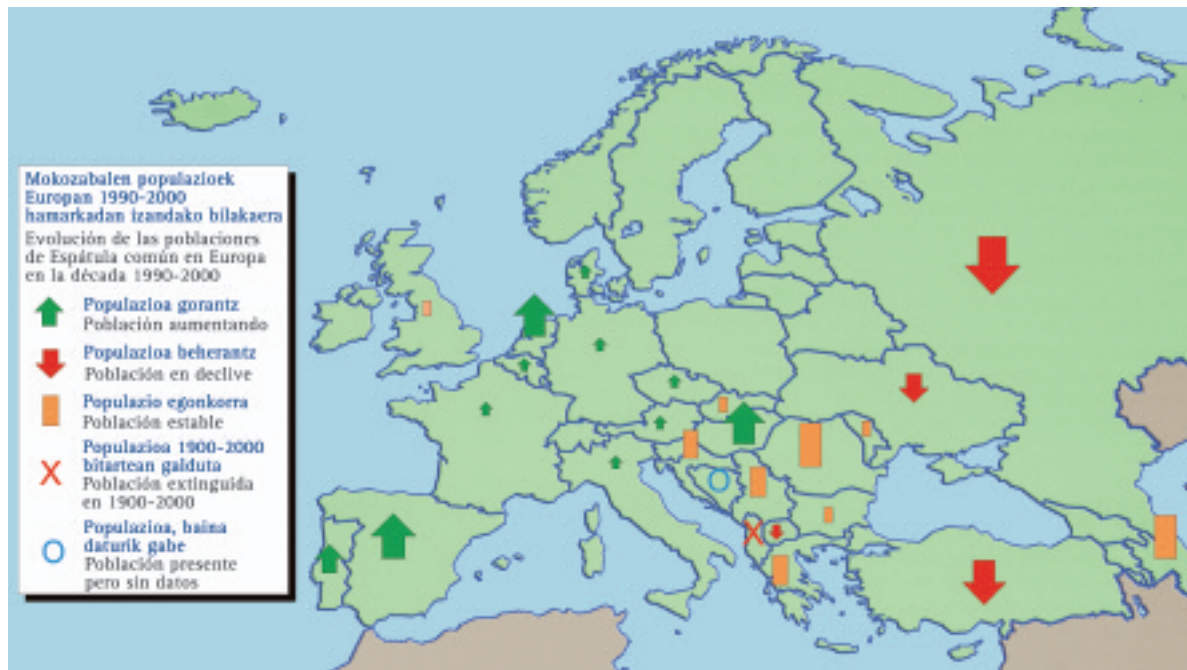 Mokozabalen populazioek
Europan 1990-2000
hamarkadan izandako bilakaera
Evolución de las poblaciones
de Espátula común en Europa
en la década 1990-2000
Populazioa gorantz
Población aumentando
Populazioa beherantz
Población en declive
Populazio egonkorra
Población estable
Populazioa 1900-2000
bitartean galduta
Población extinguida
en 1900-2000
Populazioa, baina
daturik gabe
Población presente
pero sin datos